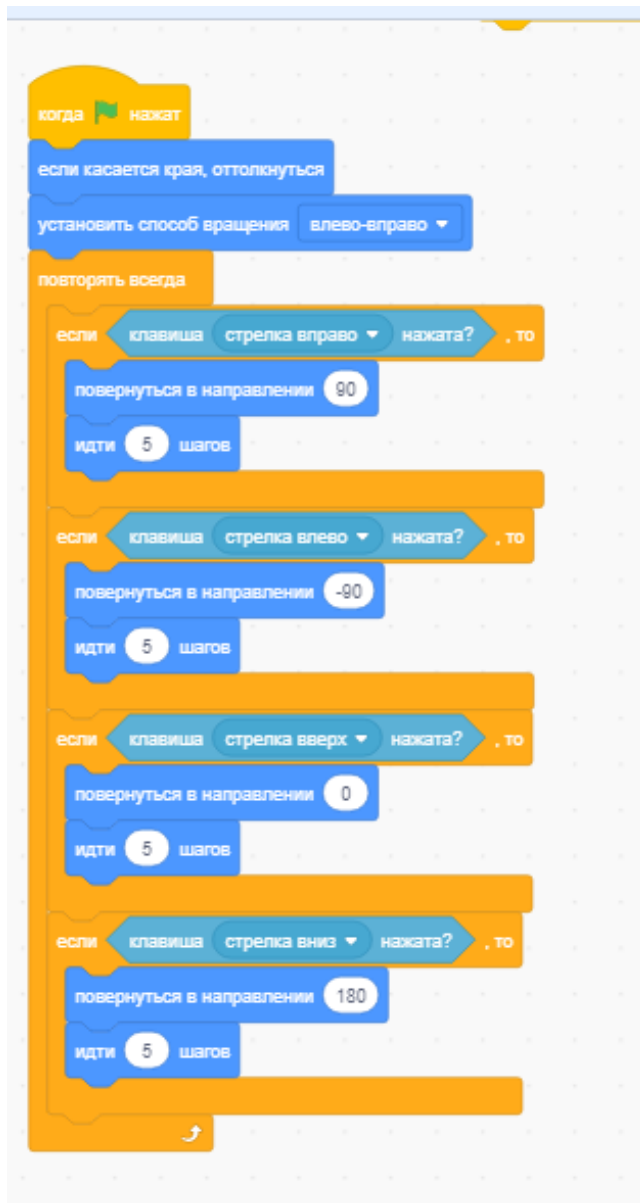 когда нажат
если касается края, оттолкнуться
установить способ вращения влево-вправо
повторять всегда
если клавиша стрелка вправо нажата? , то
повернуться в направлении 90
идти 5 шагов
если клавиша стрелка влево нажата? , то
повернуться в направлении -90
идти 5 шагов
если клавиша стрелка вверх нажата? , то
повернуться в направлении 0
идти 5 шагов
если клавиша стрелка вниз нажата? , то
повернуться в направлении 180
идти 5 шагов